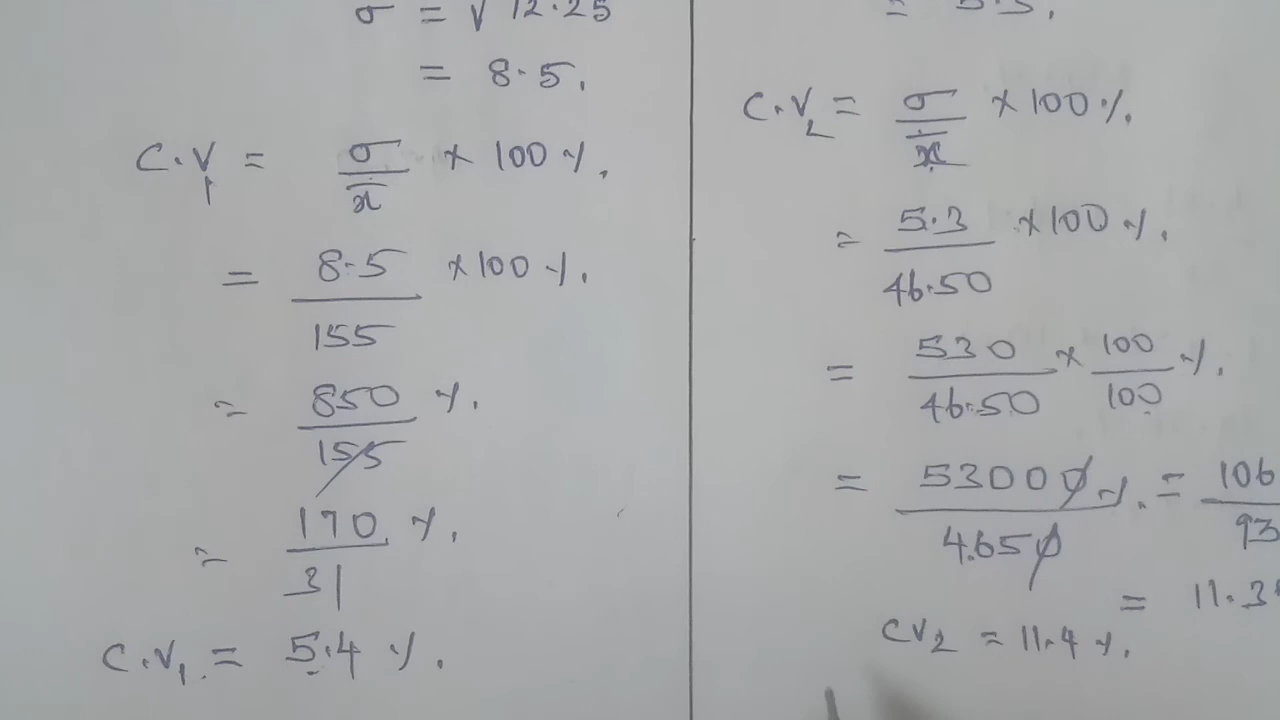 σ = √ 12.25
= 8.5.
C.V₁ = σ/x̄ × 100 %.
= 8.5/155 × 100 %.
= 850/155 %.
= 170/31 %.
C.V₁ = 5.4 %.
= 5.3.
C.V₂ = σ/x̄ × 100 %.
= 5.3/46.50 × 100 %.
= 530/46.50 × 100/100 %.
= 53000/4650 %. = 106
93
= 11.3
CV₂ = 11.4 %.